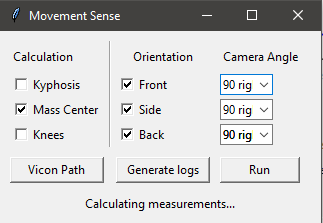 Movement Sense
Calculation Orientation Camera Angle
Kyphosis Front 90 rig
Mass Center Side 90 rig
Knees Back 90 rig
Vicon Path Generate logs Run
Calculating measurements...